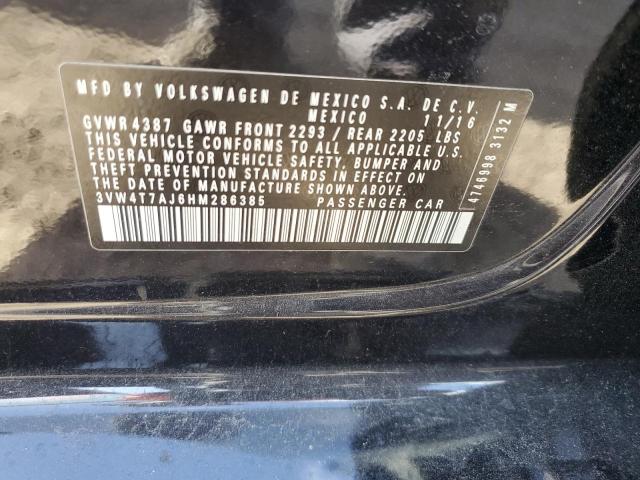 MFD BY VOLKSWAGEN DE MEXICO S.A. DE C.V.
MEXICO 11/16
GVWR 4387 GAWR FRONT 2293 / REAR 2205 LBS
THIS VEHICLE CONFORMS TO ALL APPLICABLE U.S.
FEDERAL MOTOR VEHICLE SAFETY, BUMPER AND
THEFT PREVENTION STANDARDS IN EFFECT ON
THE DATE OF MANUFACTURE SHOWN ABOVE.
3VW4T7AJ6HM286385 PASSENGER CAR
4746998 3132 M